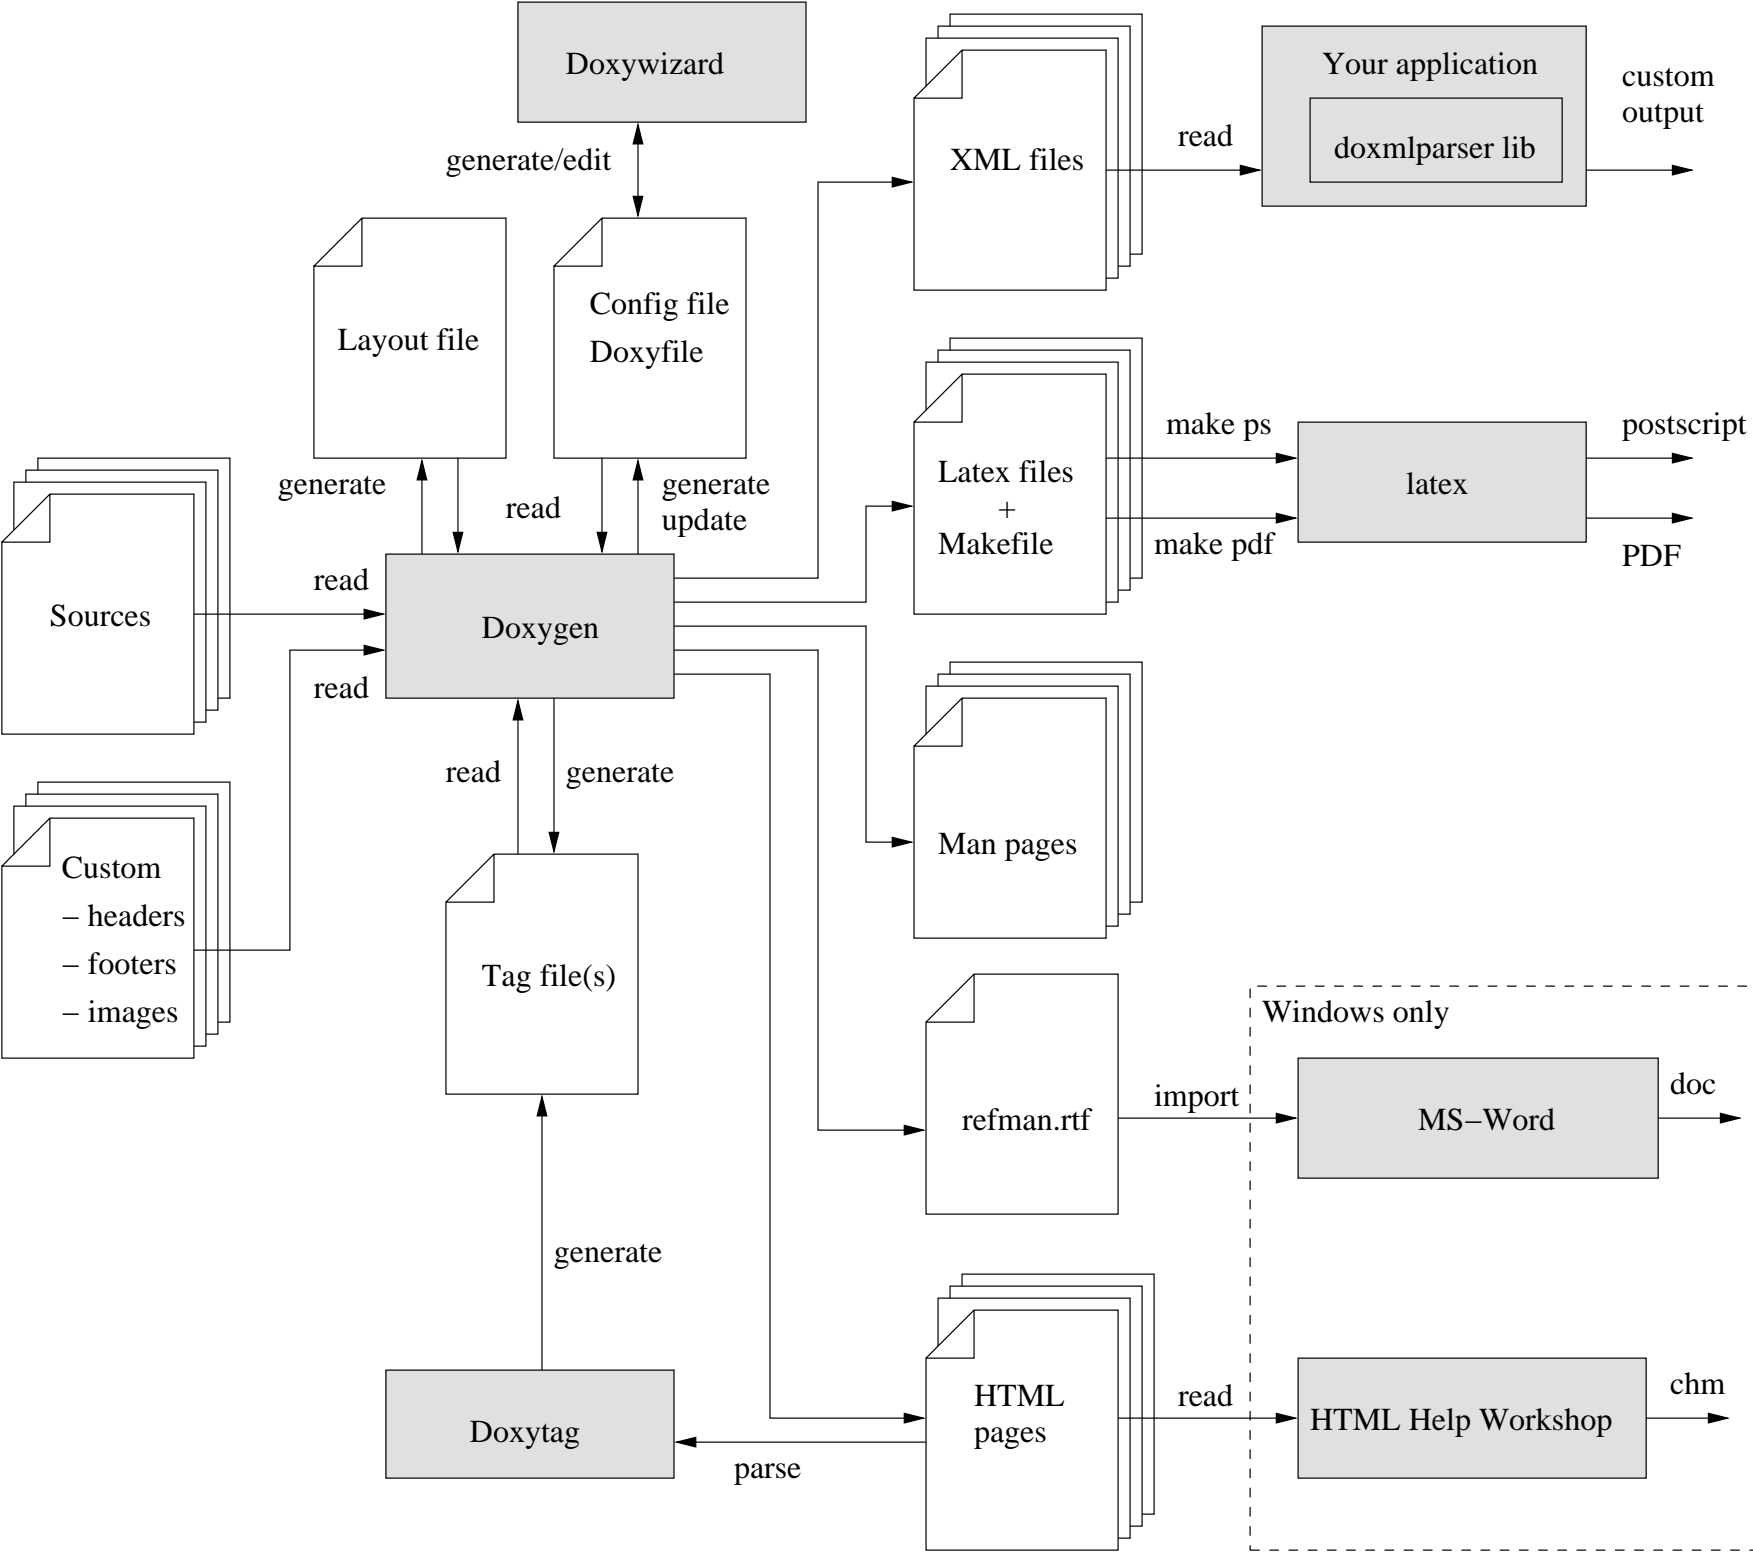 Doxywizard
generate/edit
Layout file
Config file
Doxyfile
generate
read
generate
update
Sources
read
read
Doxygen
Custom
– headers
– footers
– images
read
generate
Tag file(s)
generate
Doxytag
parse
XML files
read
Your application
doxmlparser lib
custom
output
Latex files
+
Makefile
make ps
make pdf
latex
postscript
PDF
Man pages
refman.rtf
import
Windows only
MS–Word
doc
HTML
pages
read
HTML Help Workshop
chm